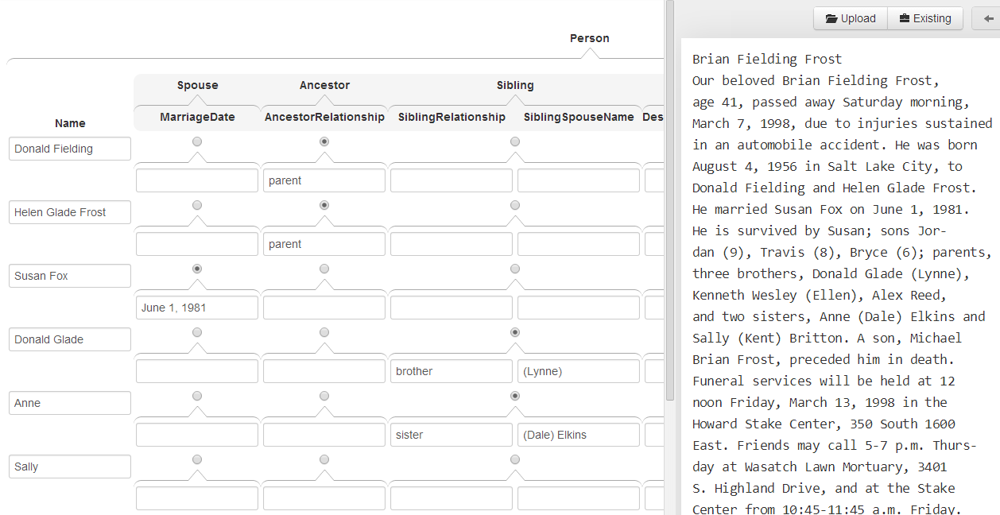 Person
Spouse Ancestor Sibling
Name MarriageDate AncestorRelationship SiblingRelationship SiblingSpouseName Des
Donald Fielding
parent
Helen Glade Frost
parent
Susan Fox
June 1, 1981
Donald Glade
brother (Lynne)
Anne
sister (Dale) Elkins
Sally
Upload Existing
Brian Fielding Frost
Our beloved Brian Fielding Frost,
age 41, passed away Saturday morning,
March 7, 1998, due to injuries sustained
in an automobile accident. He was born
August 4, 1956 in Salt Lake City, to
Donald Fielding and Helen Glade Frost.
He married Susan Fox on June 1, 1981.
He is survived by Susan; sons Jor-
dan (9), Travis (8), Bryce (6); parents,
three brothers, Donald Glade (Lynne),
Kenneth Wesley (Ellen), Alex Reed,
and two sisters, Anne (Dale) Elkins and
Sally (Kent) Britton. A son, Michael
Brian Frost, preceded him in death.
Funeral services will be held at 12
noon Friday, March 13, 1998 in the
Howard Stake Center, 350 South 1600
East. Friends may call 5-7 p.m. Thurs-
day at Wasatch Lawn Mortuary, 3401
S. Highland Drive, and at the Stake
Center from 10:45-11:45 a.m. Friday.